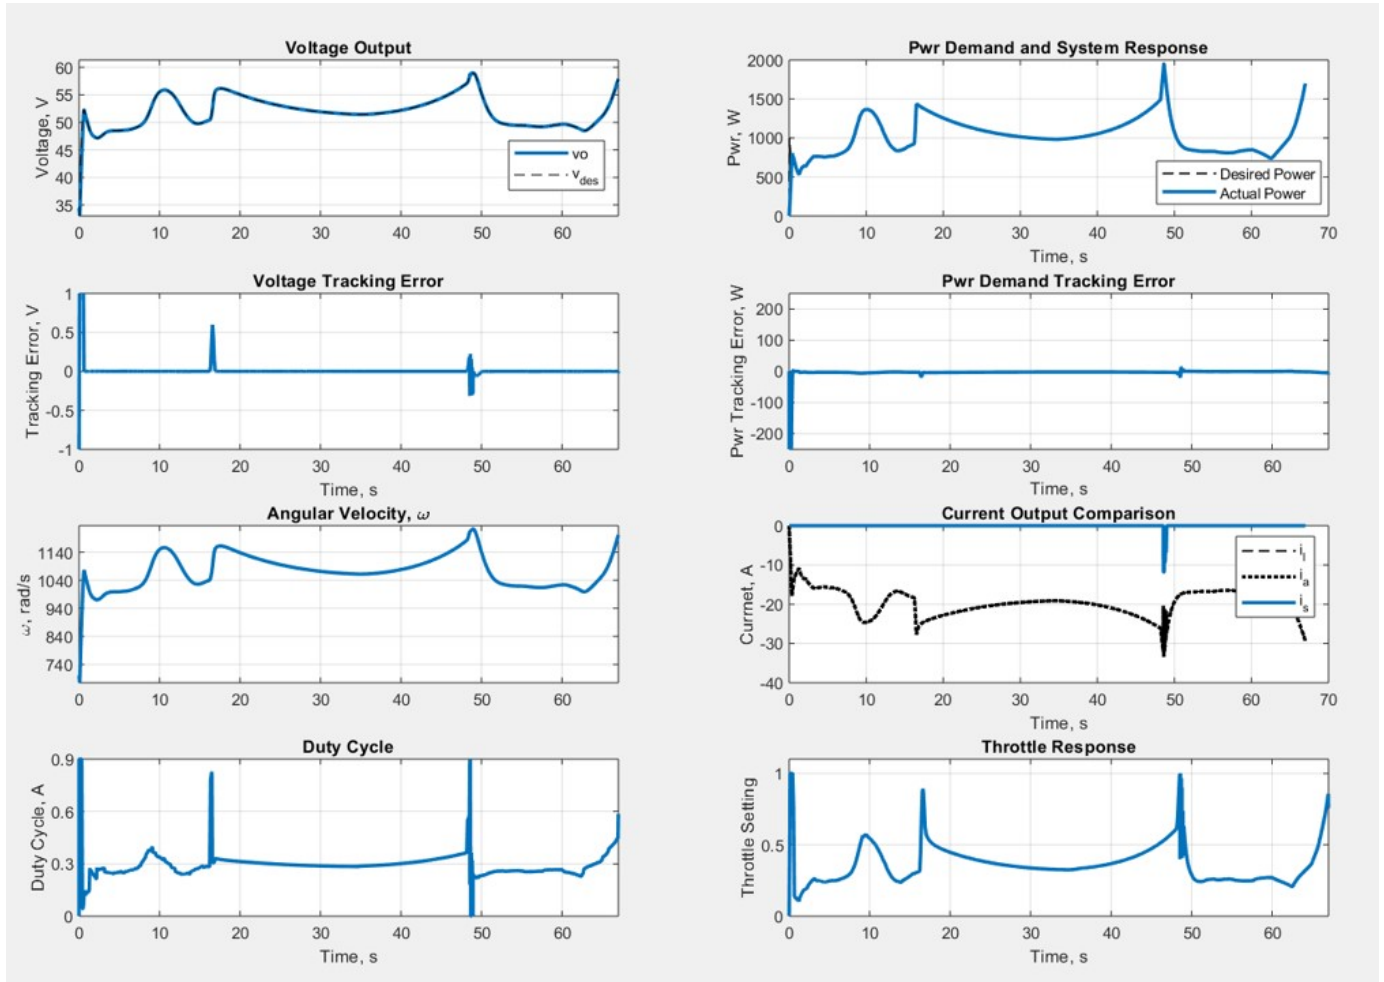 Voltage Output
Voltage, V
60
55
50
45
40
35
vo
v_des
0 10 20 30 40 50 60
Pwr Demand and System Response
Pwr, W
2000
1500
1000
500
0
Desired Power
Actual Power
0 10 20 30 40 50 60 70
Time, s
Voltage Tracking Error
Tracking Error, V
1
0.5
0
-0.5
-1
0 10 20 30 40 50 60
Time, s
Pwr Demand Tracking Error
Pwr Tracking Error, W
200
100
0
-100
-200
0 10 20 30 40 50 60
Time, s
Angular Velocity, ω
ω, rad/s
1140
1040
940
840
740
0 10 20 30 40 50 60
Current Output Comparison
Currnet, A
0
-10
-20
-30
-40
i_l
i_a
i_s
0 10 20 30 40 50 60 70
Time, s
Duty Cycle
Duty Cycle, A
0.9
0.6
0.3
0
0 10 20 30 40 50 60
Time, s
Throttle Response
Throttle Setting
1
0.5
0
0 10 20 30 40 50 60
Time, s